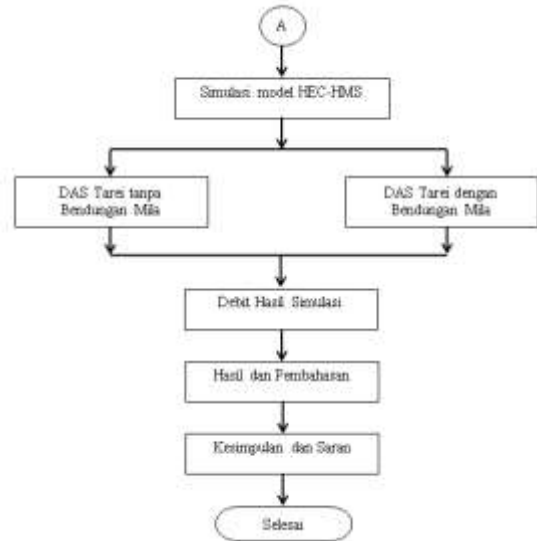 A
Simulasi model HEC-HMS
DAS Tarei tanpa
Bendungan Mila
DAS Tarei dengan
Bendungan Mila
Debit Hasil Simulasi
Hasil dan Pembahasan
Kesimpulan dan Saran
Selesai